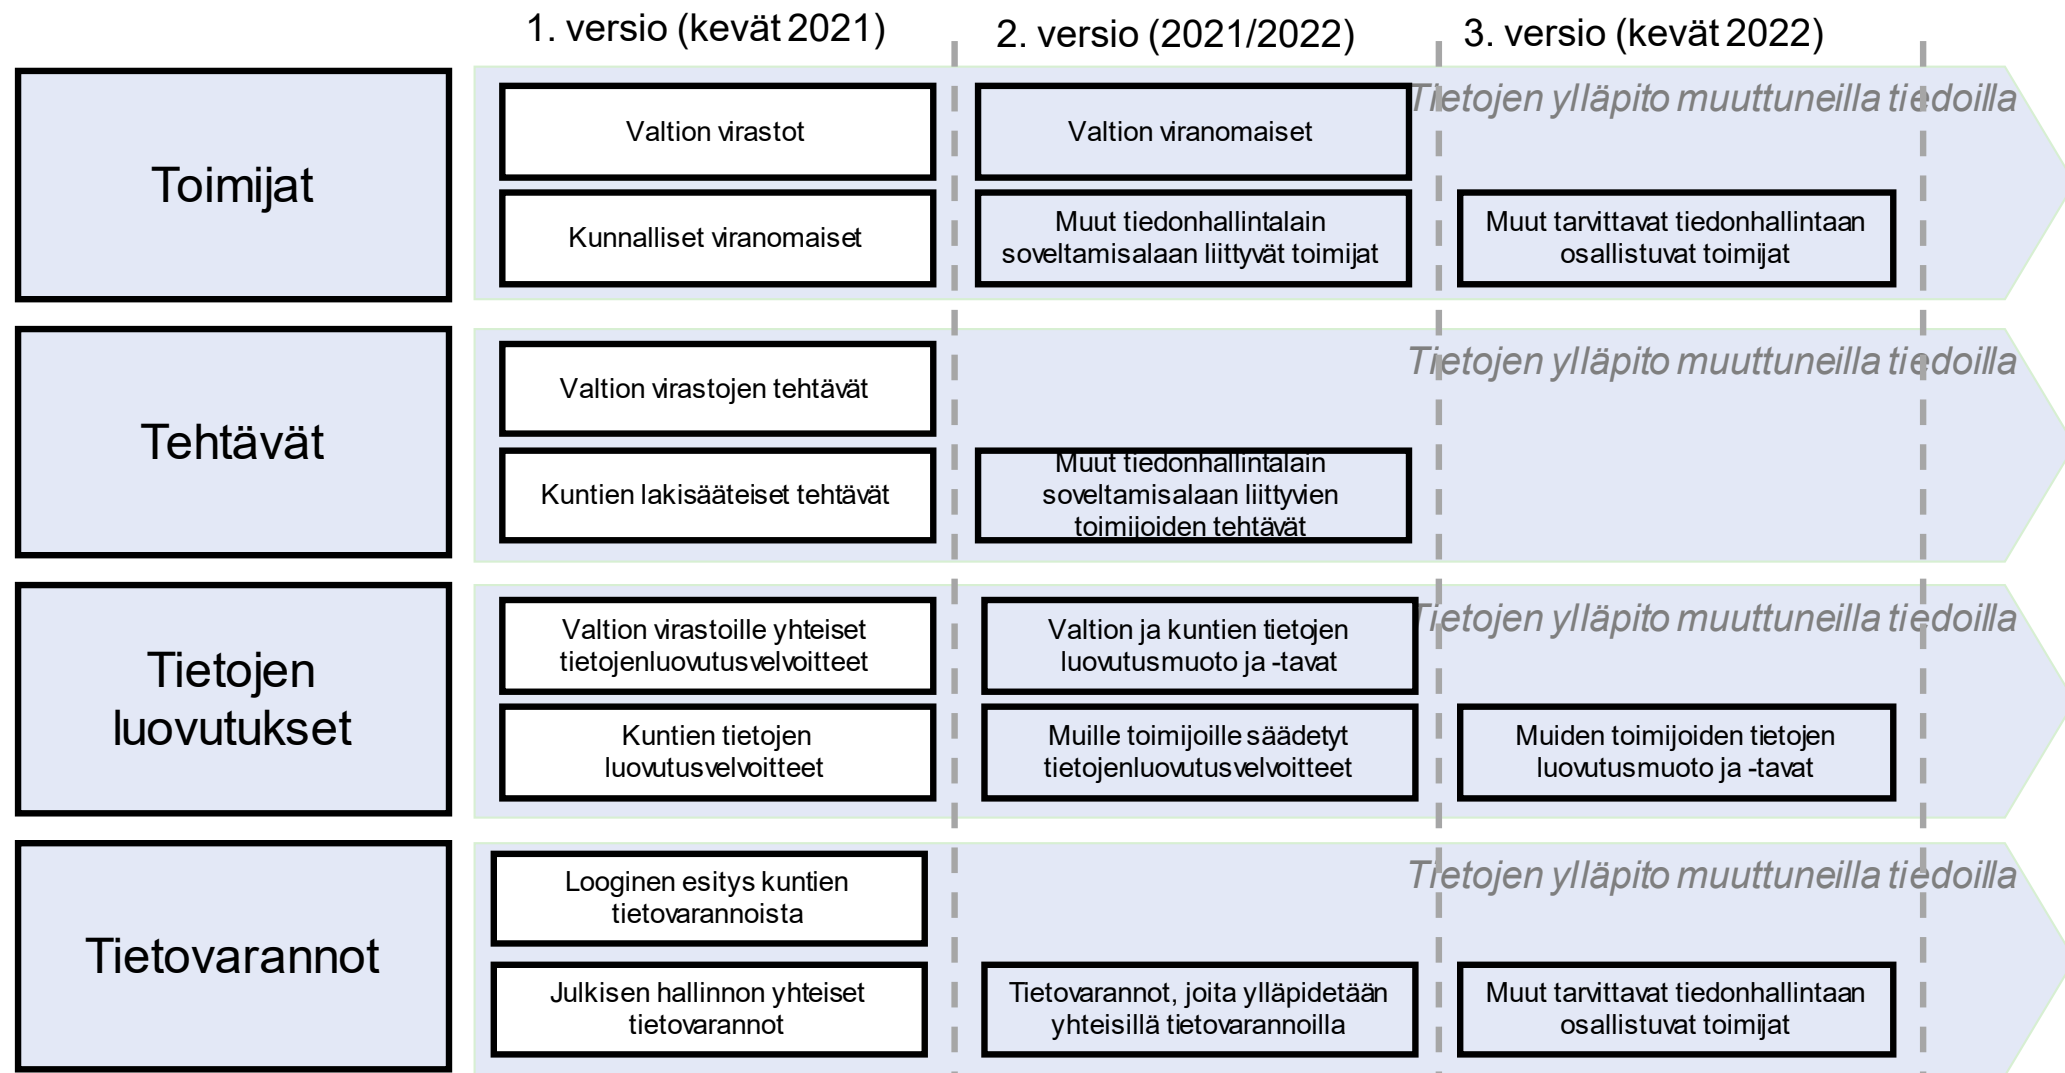 1. versio (kevät 2021)
2. versio (2021/2022)
3. versio (kevät 2022)
Toimijat
Tietojen ylläpito muuttuneilla tiedoilla
Valtion virastot
Valtion viranomaiset
Kunnalliset viranomaiset
Muut tiedonhallintalain
soveltamisalaan liittyvät toimijat
Muut tarvittavat tiedonhallintaan
osallistuvat toimijat
Tehtävät
Tietojen ylläpito muuttuneilla tiedoilla
Valtion virastojen tehtävät
Kuntien lakisääteiset tehtävät
Muut tiedonhallintalain
soveltamisalaan liittyvien
toimijoiden tehtävät
Tietojen
luovutukset
Tietojen ylläpito muuttuneilla tiedoilla
Valtion virastoille yhteiset
tietojenluovutusvelvoitteet
Valtion ja kuntien tietojen
luovutusmuoto ja -tavat
Kuntien tietojen
luovutusvelvoitteet
Muille toimijoille säädetyt
tietojenluovutusvelvoitteet
Muiden toimijoiden tietojen
luovutusmuoto ja -tavat
Tietovarannot
Tietojen ylläpito muuttuneilla tiedoilla
Looginen esitys kuntien
tietovarannoista
Julkisen hallinnon yhteiset
tietovarannot
Tietovarannot, joita ylläpidetään
yhteisillä tietovarannoilla
Muut tarvittavat tiedonhallintaan
osallistuvat toimijat